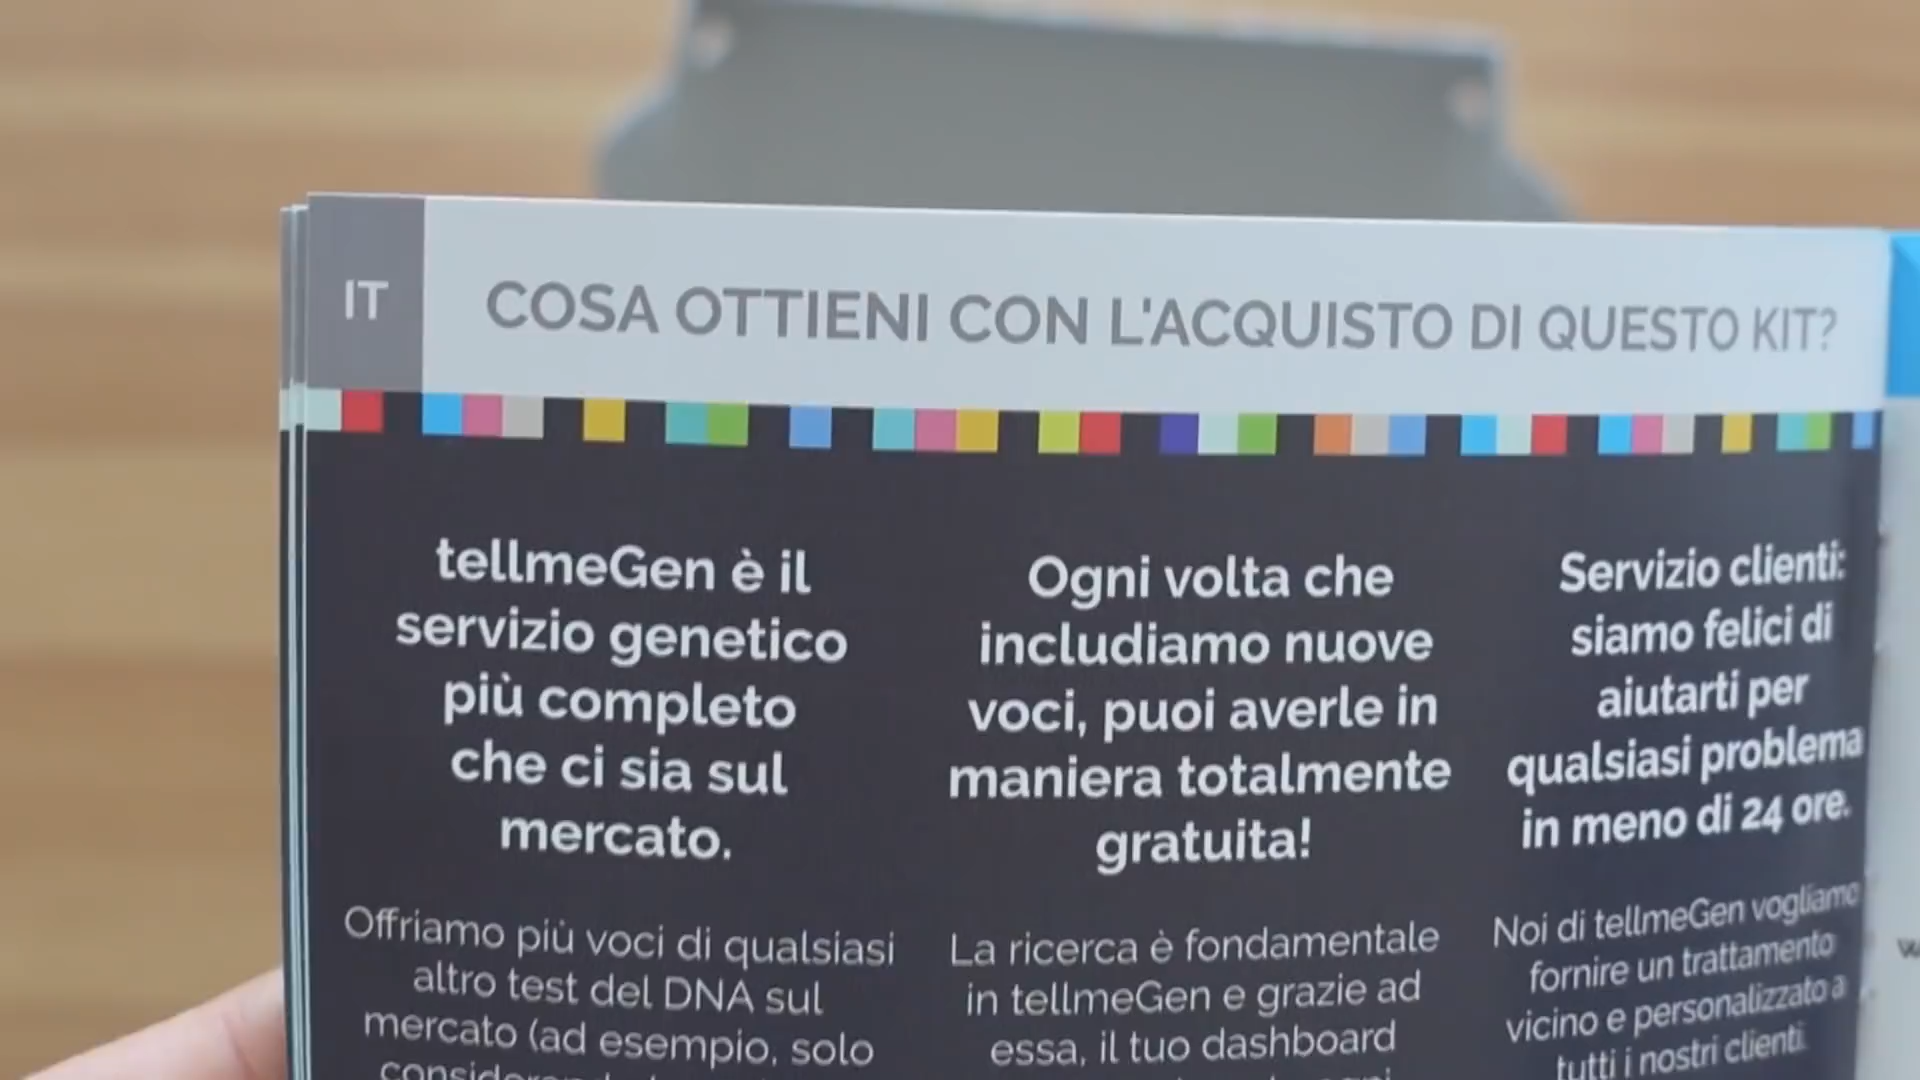 IT
COSA OTTIENI CON L'ACQUISTO DI QUESTO KIT?
tellmeGen è il
servizio genetico
più completo
che ci sia sul
mercato.
Offriamo più voci di qualsiasi
altro test del DNA sul
mercato (ad esempio, solo
Ogni volta che
includiamo nuove
voci, puoi averle in
maniera totalmente
gratuita!
La ricerca è fondamentale
in tellmeGen e grazie ad
essa, il tuo dashboard
Servizio clienti:
siamo felici di
aiutarti per
qualsiasi problema
in meno di 24 ore.
Noi di tellmeGen vogliamo
fornire un trattamento
vicino e personalizzato a
tutti i nostri clienti.